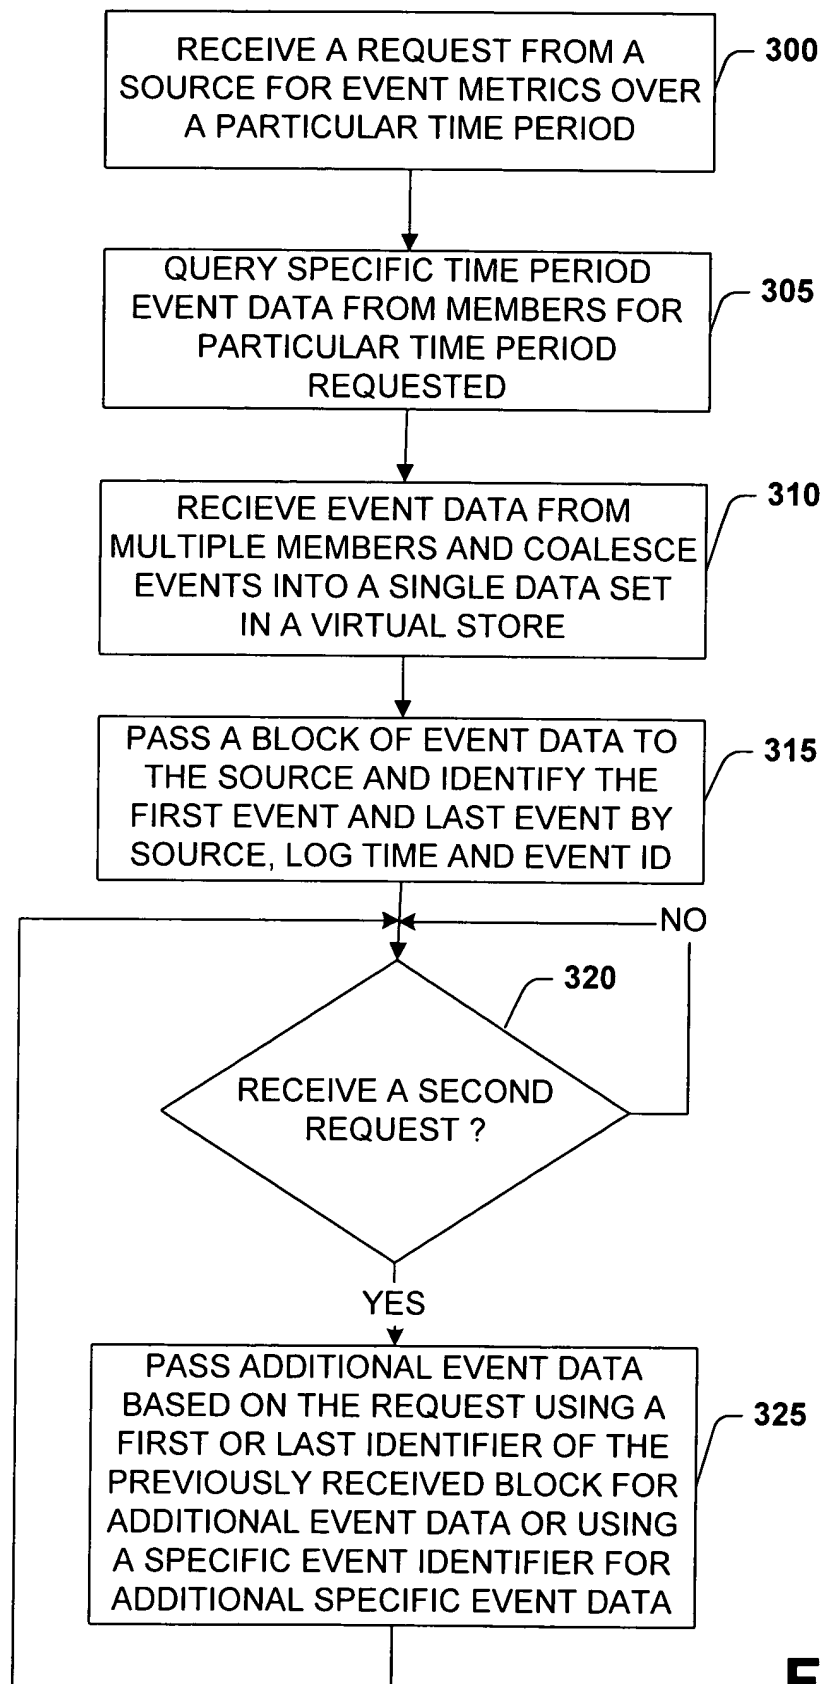 RECEIVE A REQUEST FROM A
SOURCE FOR EVENT METRICS OVER
A PARTICULAR TIME PERIOD
300
QUERY SPECIFIC TIME PERIOD
EVENT DATA FROM MEMBERS FOR
PARTICULAR TIME PERIOD
REQUESTED
305
RECIEVE EVENT DATA FROM
MULTIPLE MEMBERS AND COALESCE
EVENTS INTO A SINGLE DATA SET
IN A VIRTUAL STORE
310
PASS A BLOCK OF EVENT DATA TO
THE SOURCE AND IDENTIFY THE
FIRST EVENT AND LAST EVENT BY
SOURCE, LOG TIME AND EVENT ID
315
NO
320
RECEIVE A SECOND
REQUEST ?
YES
PASS ADDITIONAL EVENT DATA
BASED ON THE REQUEST USING A
FIRST OR LAST IDENTIFIER OF THE
PREVIOUSLY RECEIVED BLOCK FOR
ADDITIONAL EVENT DATA OR USING
A SPECIFIC EVENT IDENTIFIER FOR
ADDITIONAL SPECIFIC EVENT DATA
325